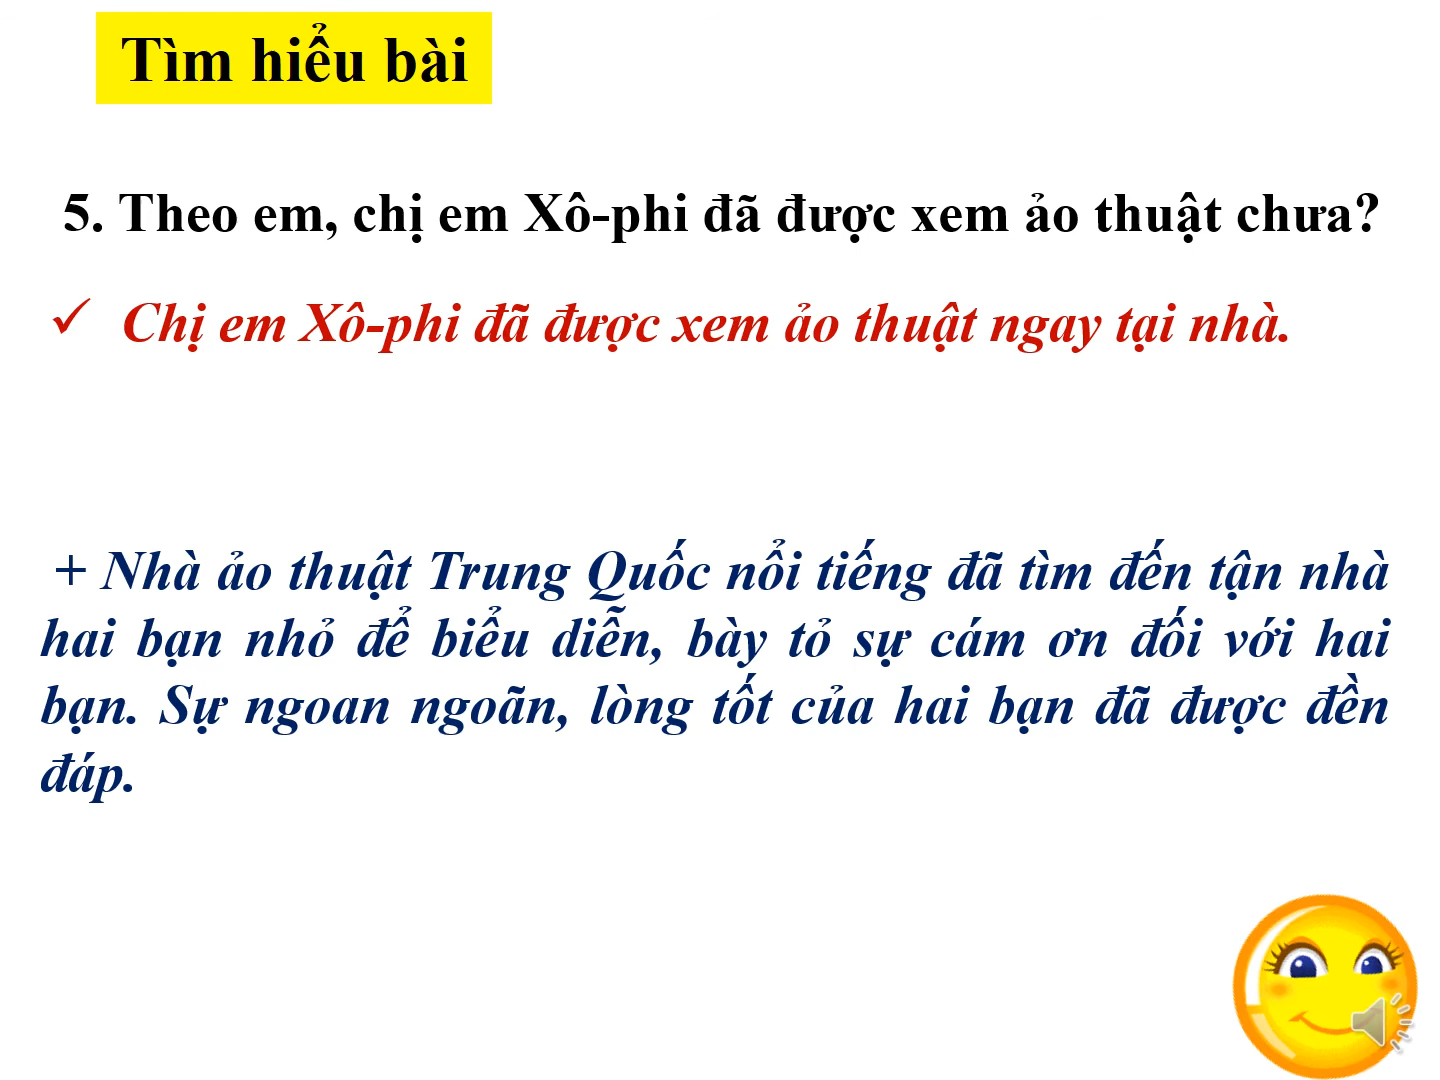 Tìm hiểu bài
5. Theo em, chị em Xô-phi đã được xem ảo thuật chưa?
✓ Chị em Xô-phi đã được xem ảo thuật ngay tại nhà.
+ Nhà ảo thuật Trung Quốc nổi tiếng đã tìm đến tận nhà
hai bạn nhỏ để biểu diễn, bày tỏ sự cám ơn đối với hai
bạn. Sự ngoan ngoãn, lòng tốt của hai bạn đã được đền
đáp.